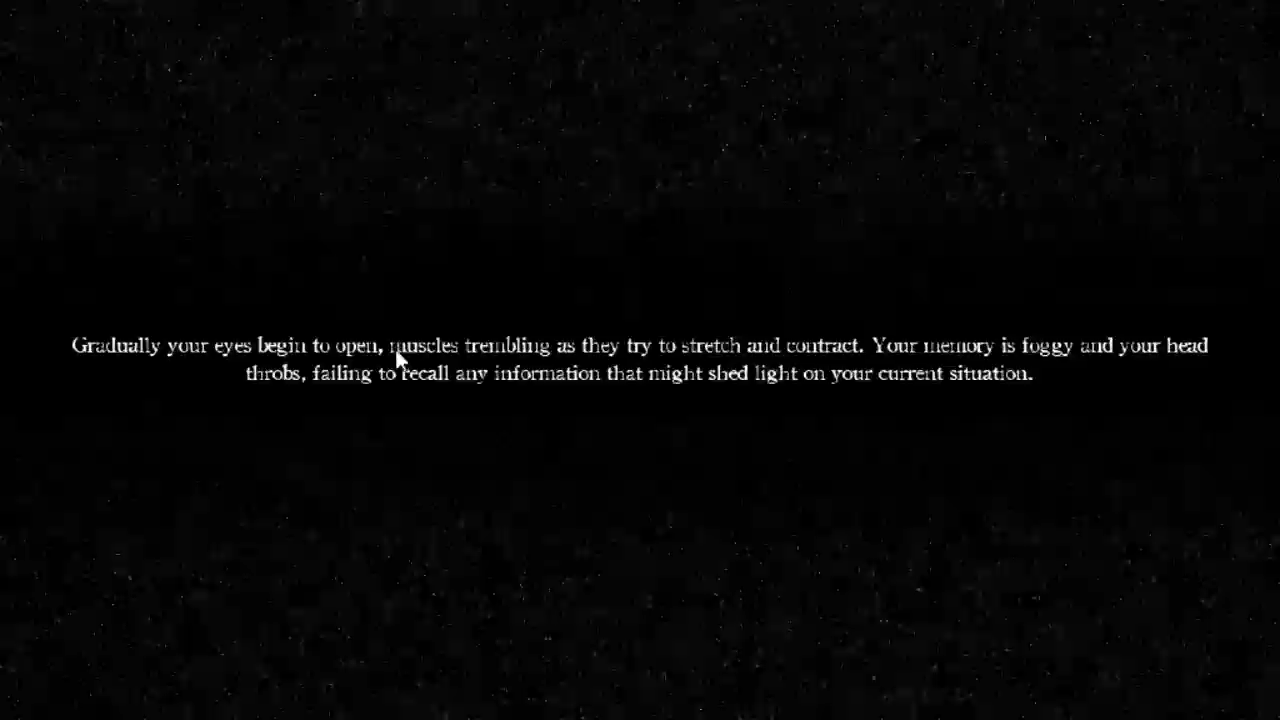 Gradually your eyes begin to open, muscles trembling as they try to stretch and contract. Your memory is foggy and your head
throbs, failing to recall any information that might shed light on your current situation.